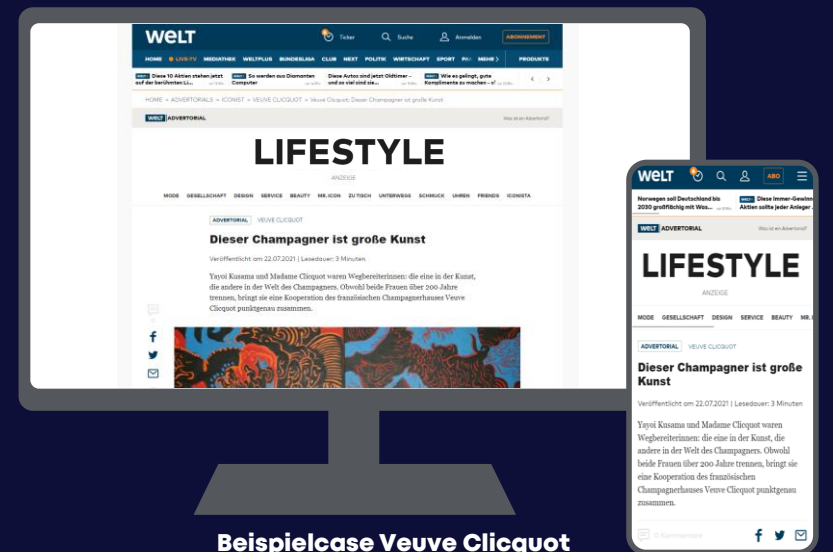 WELT
Ticker Suche Anmelden ABONNEMENT
HOME LIVE-TV MEDIATHEK WELTPLUS BUNDESLIGA CLUB NEXT POLITIK WIRTSCHAFT SPORT MEHR PRODUKTE
Diese 10 Aktien stehen jetzt
auf der berühmten Li...
So werden aus Diamanten
Computer
Diese Autos sind jetzt Oldtimer –
und so viel sind sie...
Wie es gelingt, gute
Komplimente zu machen –
HOME » ADVERTORIALS » ICONIST » VEUVE CLICQUOT » Veuve Clicquot: Dieser Champagner ist große Kunst
WELT ADVERTORIAL Was ist ein Advertorial?
LIFESTYLE
ANZEIGE
MODE GESELLSCHAFT DESIGN SERVICE BEAUTY MR. ICON ZU TISCH UNTERWEGS SCHMUCK UHREN FRIENDS ICONISTA
ADVERTORIAL VEUVE CLICQUOT
Dieser Champagner ist große Kunst
Veröffentlicht am 22.07.2021 | Lesedauer: 3 Minuten
Yayoi Kusama und Madame Clicquot waren Wegbereiterinnen: die eine in der Kunst,
die andere in der Welt des Champagners. Obwohl beide Frauen über 200 Jahre
trennen, bringt sie eine Kooperation des französischen Champagnerhauses Veuve
Clicquot punktgenau zusammen.
WELT ABO
Norwegen soll Deutschland bis
2030 großflächig mit Was...
Diese Immer-Gewinn
Aktien sollte jeder Anleger
WELT ADVERTORIAL Was ist ein Advertorial?
LIFESTYLE
ANZEIGE
MODE GESELLSCHAFT DESIGN SERVICE BEAUTY MR. I
ADVERTORIAL VEUVE CLICQUOT
Dieser Champagner ist große
Kunst
Veröffentlicht am 22.07.2021 | Lesedauer: 3 Minuten
Yayoi Kusama und Madame Clicquot waren
Wegbereiterinnen: die eine in der Kunst, die
andere in der Welt des Champagners. Obwohl
beide Frauen über 200 Jahre trennen, bringt sie
eine Kooperation des französischen
Champagnerhauses Veuve Clicquot punktgenau
zusammen.
0 Kommentare
Beispielcase Veuve Clicquot